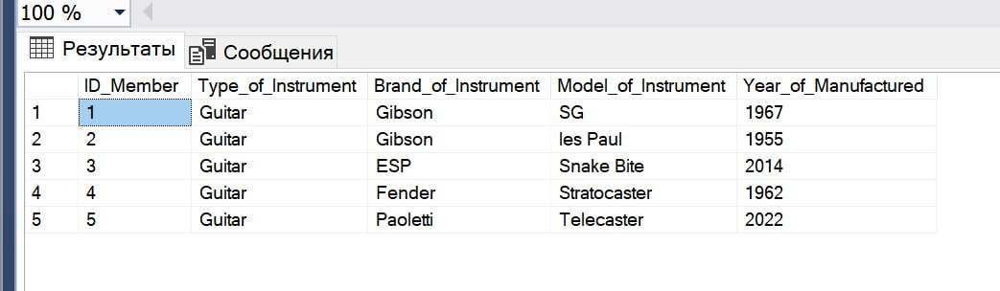 100 %
Результаты Сообщения
ID_Member Type_of_Instrument Brand_of_Instrument Model_of_Instrument Year_of_Manufactured
1 1 Guitar Gibson SG 1967
2 2 Guitar Gibson les Paul 1955
3 3 Guitar ESP Snake Bite 2014
4 4 Guitar Fender Stratocaster 1962
5 5 Guitar Paoletti Telecaster 2022